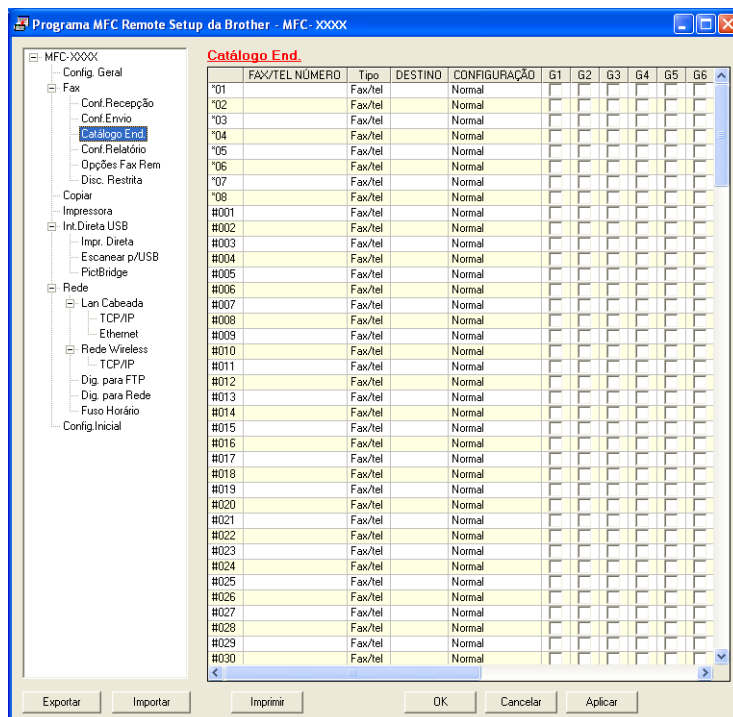 Programa MFC Remote Setup da Brother - MFC- XXXX
MFC-XXXX
Config. Geral
Fax
Conf.Recepção
Conf.Envio
Catálogo End.
Conf.Relatório
Opções Fax Rem
Disc. Restrita
Copiar
Impressora
Int.Direta USB
Impr. Direta
Escanear p/USB
PictBridge
Rede
Lan Cabeada
TCP/IP
Ethernet
Rede Wireless
TCP/IP
Dig. para FTP
Dig. para Rede
Fuso Horário
Config.Inicial
Catálogo End.
FAX/TEL NÚMERO Tipo DESTINO CONFIGURAÇÃO G1 G2 G3 G4 G5 G6
*01 Fax/tel Normal
*02 Fax/tel Normal
*03 Fax/tel Normal
*04 Fax/tel Normal
*05 Fax/tel Normal
*06 Fax/tel Normal
*07 Fax/tel Normal
*08 Fax/tel Normal
#001 Fax/tel Normal
#002 Fax/tel Normal
#003 Fax/tel Normal
#004 Fax/tel Normal
#005 Fax/tel Normal
#006 Fax/tel Normal
#007 Fax/tel Normal
#008 Fax/tel Normal
#009 Fax/tel Normal
#010 Fax/tel Normal
#011 Fax/tel Normal
#012 Fax/tel Normal
#013 Fax/tel Normal
#014 Fax/tel Normal
#015 Fax/tel Normal
#016 Fax/tel Normal
#017 Fax/tel Normal
#018 Fax/tel Normal
#019 Fax/tel Normal
#020 Fax/tel Normal
#021 Fax/tel Normal
#022 Fax/tel Normal
#023 Fax/tel Normal
#024 Fax/tel Normal
#025 Fax/tel Normal
#026 Fax/tel Normal
#027 Fax/tel Normal
#028 Fax/tel Normal
#029 Fax/tel Normal
#030 Fax/tel Normal
Exportar Importar Imprimir OK Cancelar Aplicar